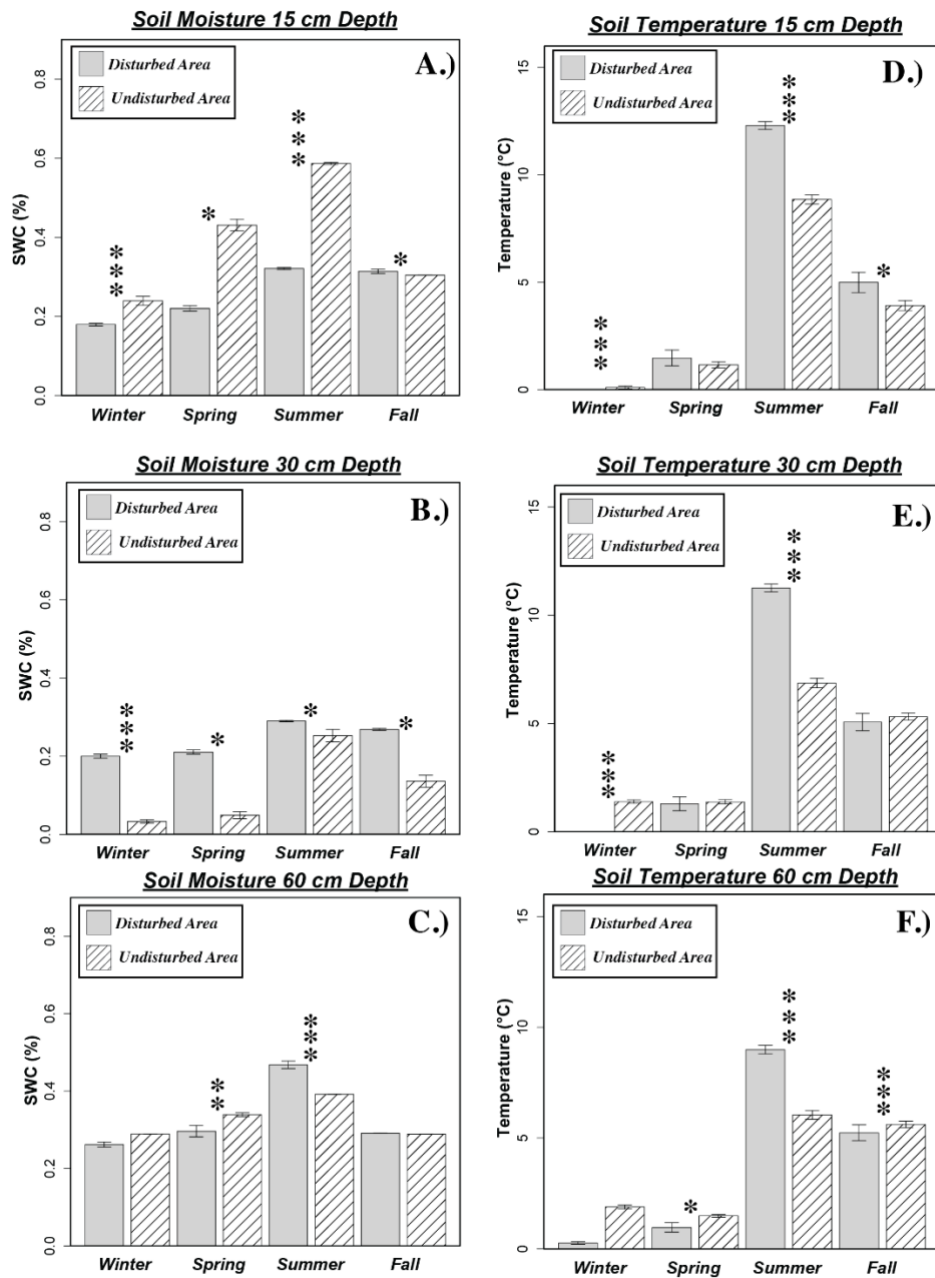 Soil Moisture 15 cm Depth
A.)
Disturbed Area
Undisturbed Area
SWC (%)
0.8
0.6
0.4
0.2
0.0
***
*
***
*
Winter Spring Summer Fall
Soil Temperature 15 cm Depth
D.)
Disturbed Area
Undisturbed Area
Temperature (°C)
15
10
5
0
***
***
*
Winter Spring Summer Fall
Soil Moisture 30 cm Depth
B.)
Disturbed Area
Undisturbed Area
SWC (%)
0.8
0.6
0.4
0.2
0.0
***
*
*
*
Winter Spring Summer Fall
Soil Temperature 30 cm Depth
E.)
Disturbed Area
Undisturbed Area
Temperature (°C)
15
10
5
0
***
***
Winter Spring Summer Fall
Soil Moisture 60 cm Depth
C.)
Disturbed Area
Undisturbed Area
SWC (%)
0.8
0.6
0.4
0.2
0.0
**
***
Winter Spring Summer Fall
Soil Temperature 60 cm Depth
F.)
Disturbed Area
Undisturbed Area
Temperature (°C)
15
10
5
0
*
***
***
Winter Spring Summer Fall